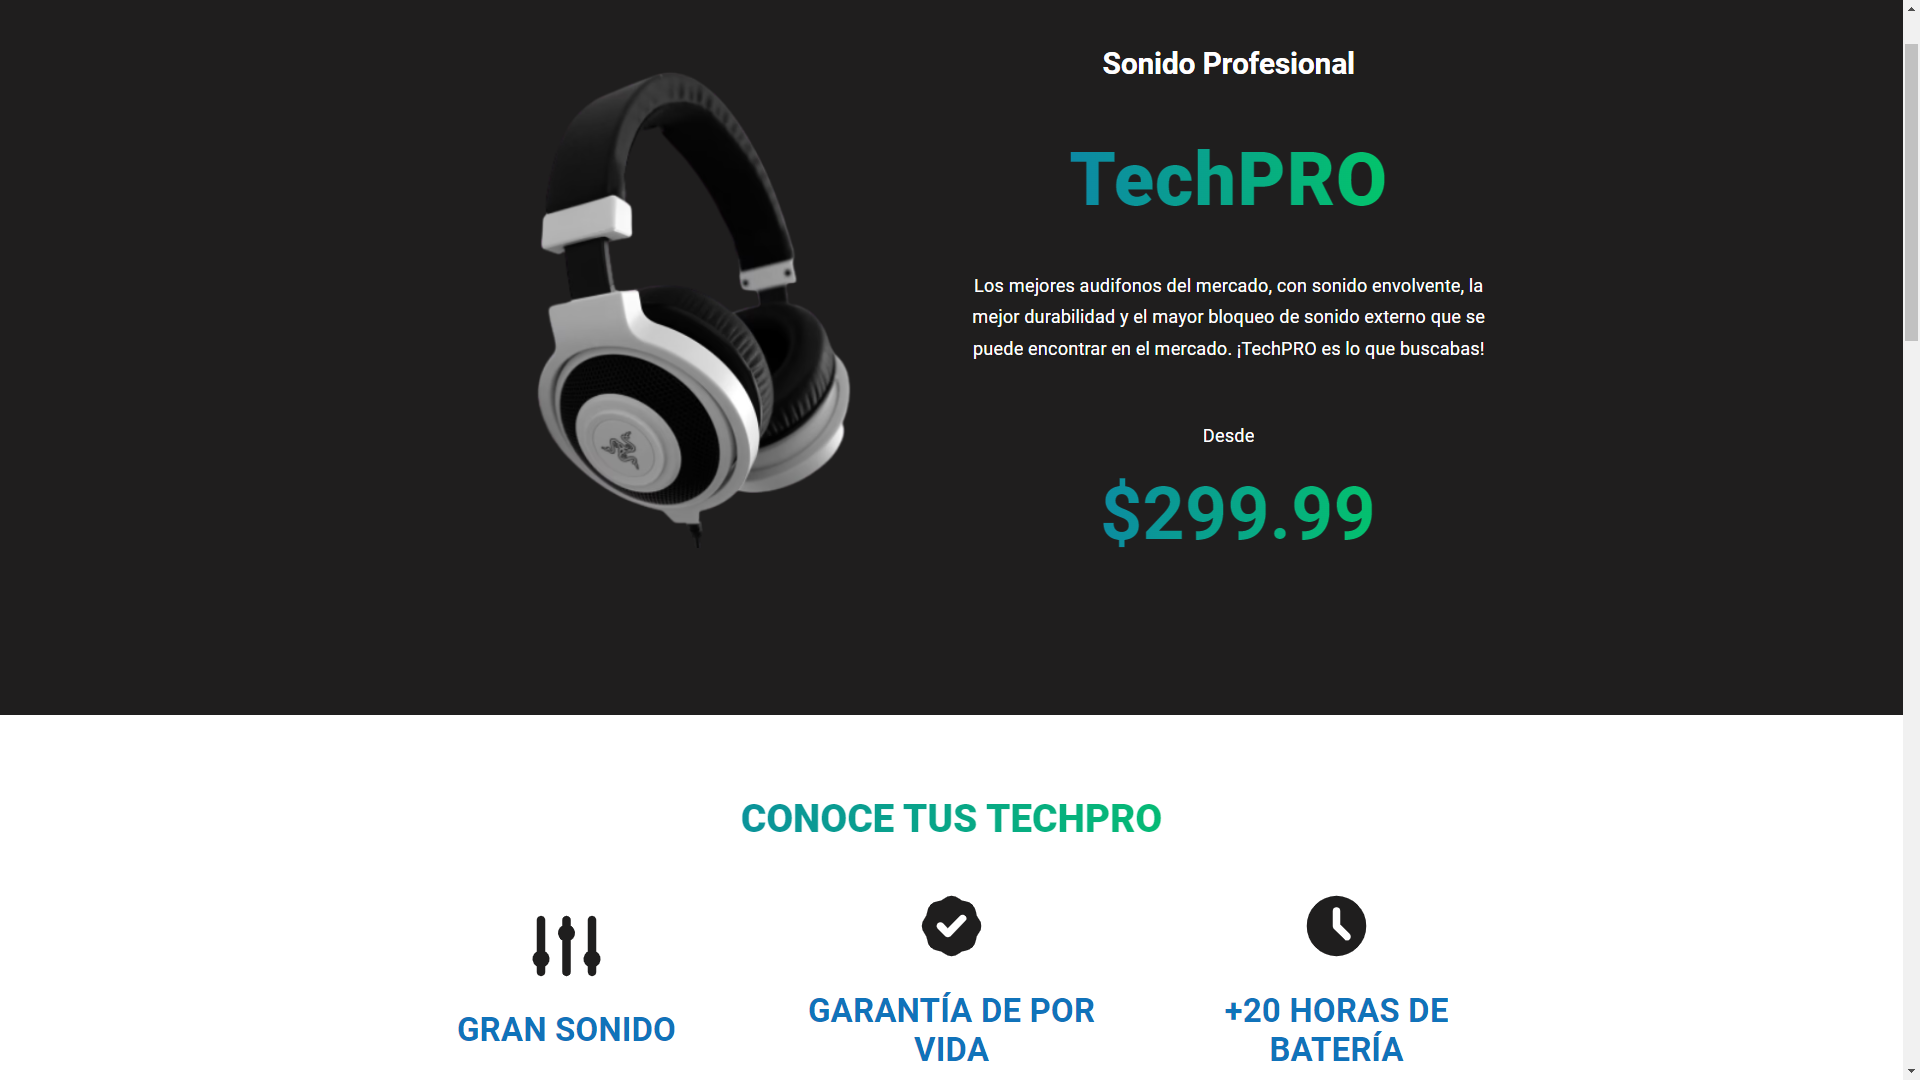 Sonido Profesional
TechPRO
Los mejores audifonos del mercado, con sonido envolvente, la
mejor durabilidad y el mayor bloqueo de sonido externo que se
puede encontrar en el mercado. ¡TechPRO es lo que buscabas!
Desde
$299.99
CONOCE TUS TECHPRO
GRAN SONIDO
GARANTÍA DE POR
VIDA
+20 HORAS DE
BATERÍA